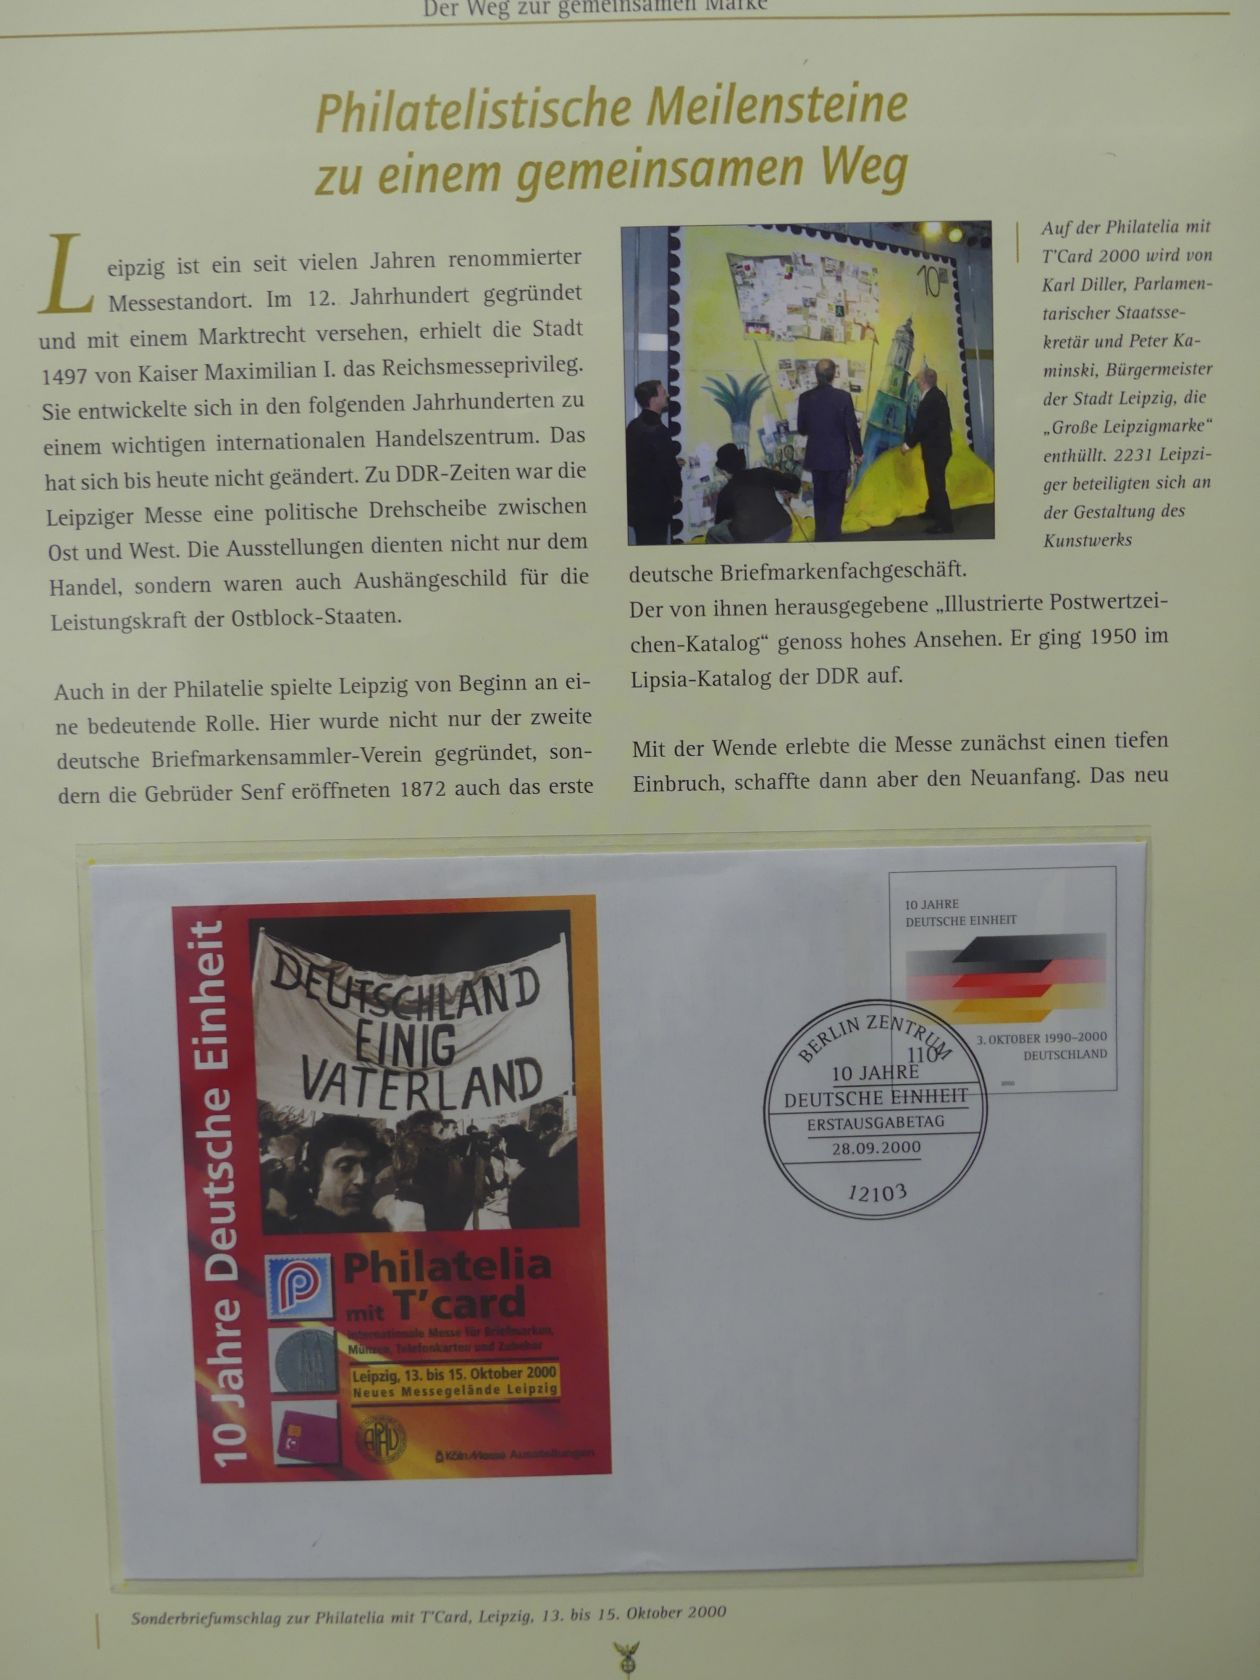 Der Weg zur gemeinsamen Marke
Philatelistische Meilensteine
zu einem gemeinsamen Weg
Leipzig ist ein seit vielen Jahren renommierter
Messestandort. Im 12. Jahrhundert gegründet
und mit einem Marktrecht versehen, erhielt die Stadt
1497 von Kaiser Maximilian I. das Reichsmesseprivileg.
Sie entwickelte sich in den folgenden Jahrhunderten zu
einem wichtigen internationalen Handelszentrum. Das
hat sich bis heute nicht geändert. Zu DDR-Zeiten war die
Leipziger Messe eine politische Drehscheibe zwischen
Ost und West. Die Ausstellungen dienten nicht nur dem
Handel, sondern waren auch Aushängeschild für die
Leistungskraft der Ostblock-Staaten.
Auch in der Philatelie spielte Leipzig von Beginn an ei-
ne bedeutende Rolle. Hier wurde nicht nur der zweite
deutsche Briefmarkensammler-Verein gegründet, son-
dern die Gebrüder Senf eröffneten 1872 auch das erste
10
Auf der Philatelia mit
T'Card 2000 wird von
Karl Diller, Parlamen-
tarischer Staatsse-
kretär und Peter Ka-
minski, Bürgermeister
der Stadt Leipzig, die
„Große Leipzigmarke“
enthüllt. 2231 Leipzi-
ger beteiligten sich an
der Gestaltung des
Kunstwerks
deutsche Briefmarkenfachgeschäft.
Der von ihnen herausgegebene „Illustrierte Postwertzei-
chen-Katalog“ genoss hohes Ansehen. Er ging 1950 im
Lipsia-Katalog der DDR auf.
Mit der Wende erlebte die Messe zunächst einen tiefen
Einbruch, schaffte dann aber den Neuanfang. Das neu
10 Jahre Deutsche Einheit
DEUTSCHLAND
EINIG
VATERLAND
Philatelia
mit T'card
Internationale Messe für Briefmarken,
Münzen, Telefonkarten und Zubehör
Leipzig, 13. bis 15. Oktober 2000
Neues Messegelände Leipzig
APHV
KölnMesse Ausstellungen
10 JAHRE
DEUTSCHE EINHEIT
3. OKTOBER 1990–2000
DEUTSCHLAND
110
2000
BERLIN ZENTRUM
10 JAHRE
DEUTSCHE EINHEIT
ERSTAUSGABETAG
28.09.2000
12103
Sonderbriefumschlag zur Philatelia mit T'Card, Leipzig, 13. bis 15. Oktober 2000